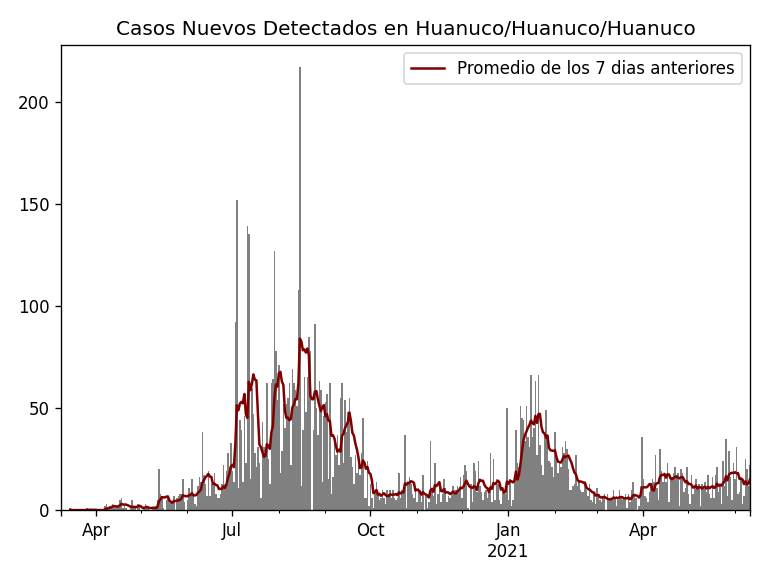 Casos Nuevos Detectados en Huanuco/Huanuco/Huanuco
Promedio de los 7 dias anteriores
200
150
100
50
0
Apr Jul Oct Jan Apr
2021